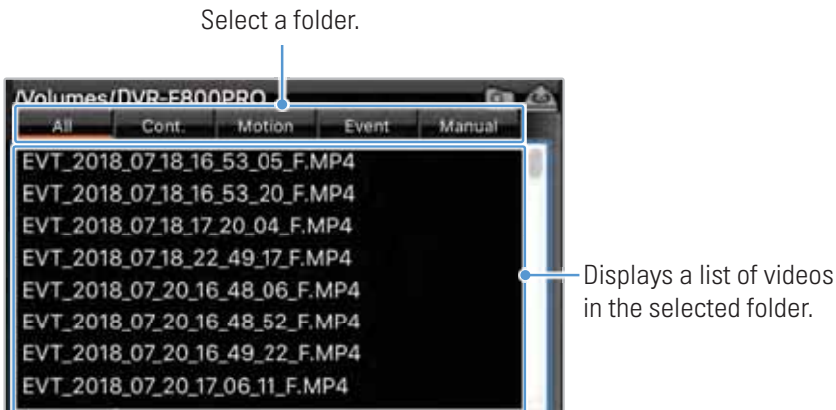 Select a folder.
/Volumes/DVR-F800PRO
All Cont. Motion Event Manual
EVT_2018_07_18_16_53_05_F.MP4
EVT_2018_07_18_16_53_20_F.MP4
EVT_2018_07_18_17_20_04_F.MP4
EVT_2018_07_18_22_49_17_F.MP4
EVT_2018_07_20_16_48_06_F.MP4
EVT_2018_07_20_16_48_52_F.MP4
EVT_2018_07_20_16_49_22_F.MP4
EVT_2018_07_20_17_06_11_F.MP4
Displays a list of videos
in the selected folder.